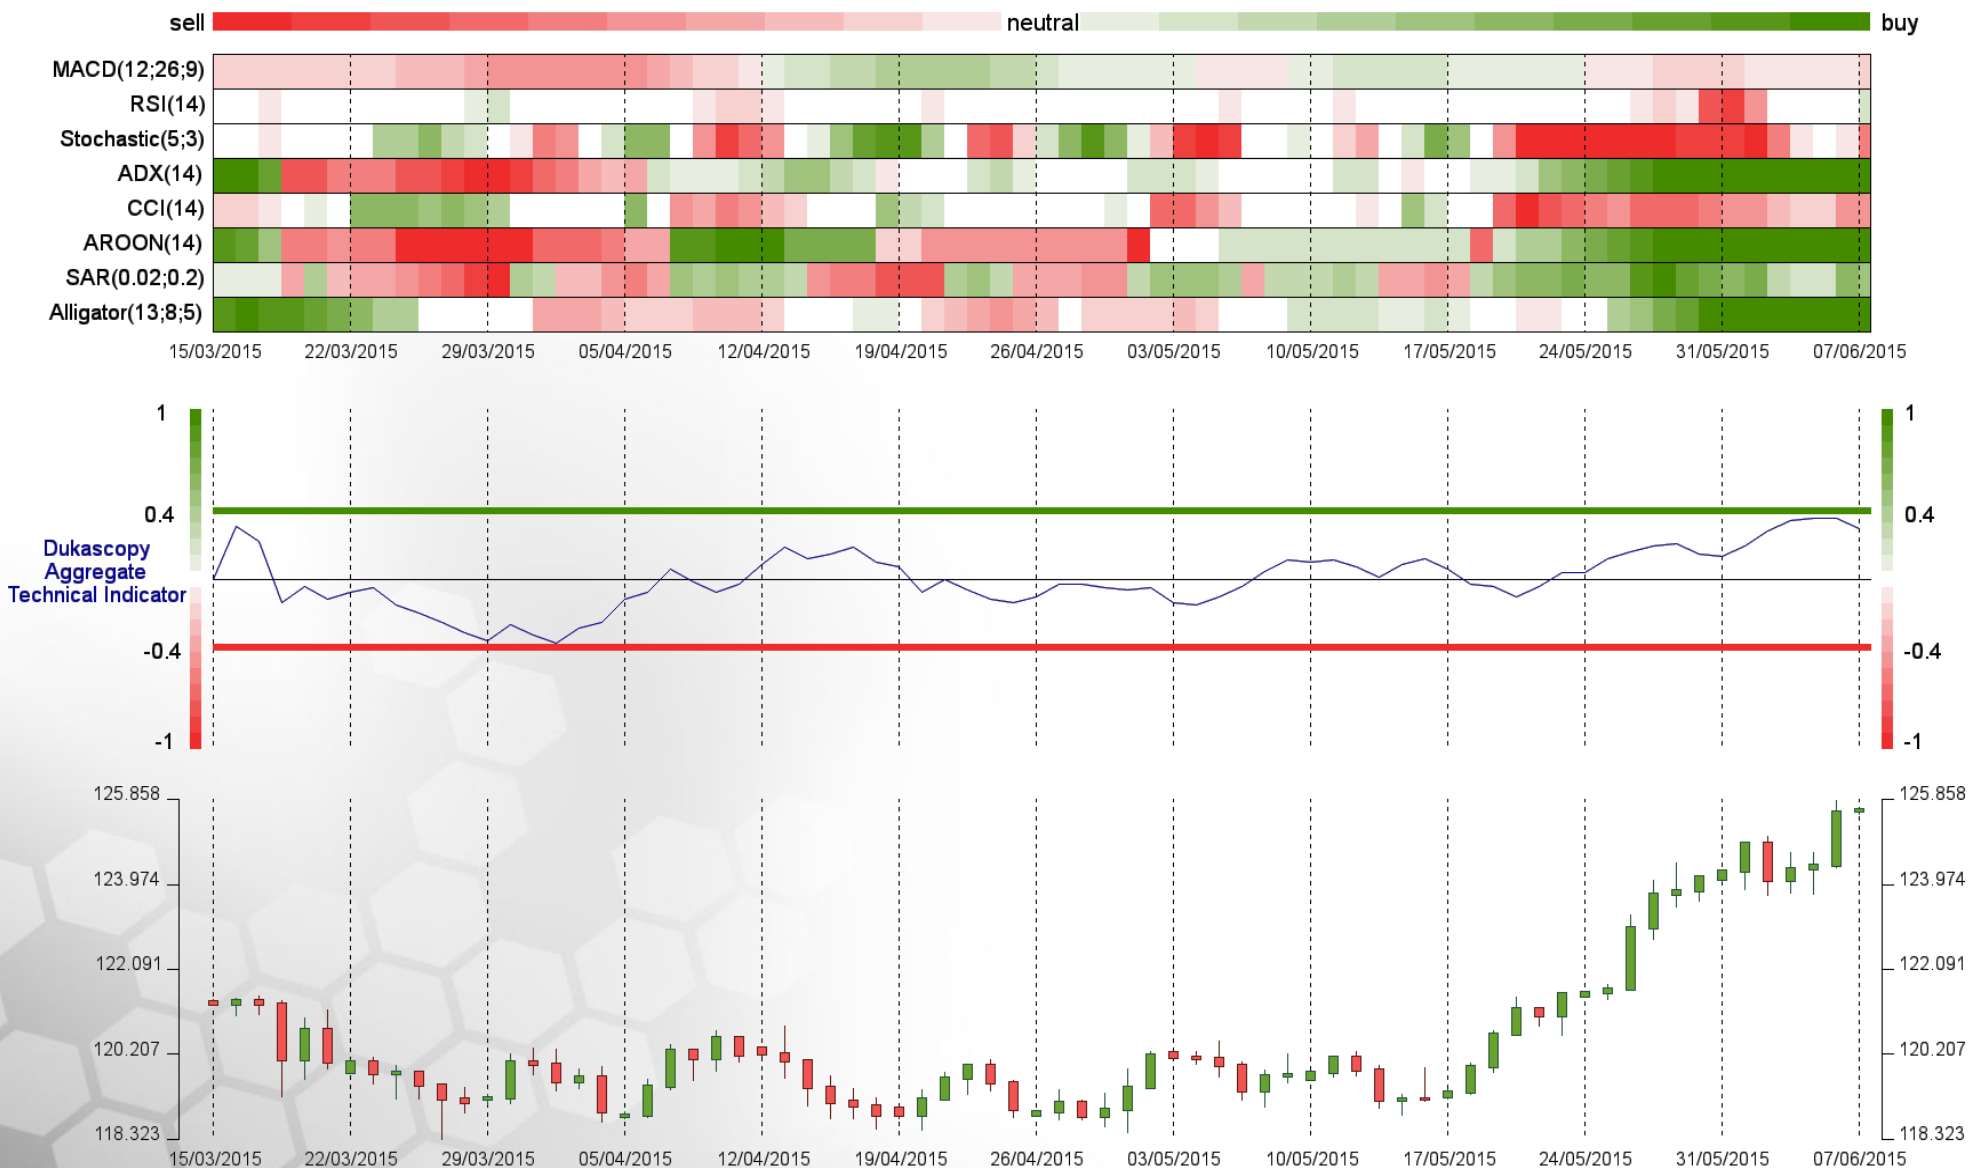 sell neutral buy
MACD(12;26;9)
RSI(14)
Stochastic(5;3)
ADX(14)
CCI(14)
AROON(14)
SAR(0.02;0.2)
Alligator(13;8;5)
15/03/2015 22/03/2015 29/03/2015 05/04/2015 12/04/2015 19/04/2015 26/04/2015 03/05/2015 10/05/2015 17/05/2015 24/05/2015 31/05/2015 07/06/2015
1 1
0.4 0.4
Dukascopy
Aggregate
Technical Indicator
-0.4 -0.4
-1 -1
125.858 125.858
123.974 123.974
122.091 122.091
120.207 120.207
118.323 118.323
15/03/2015 22/03/2015 29/03/2015 05/04/2015 12/04/2015 19/04/2015 26/04/2015 03/05/2015 10/05/2015 17/05/2015 24/05/2015 31/05/2015 07/06/2015